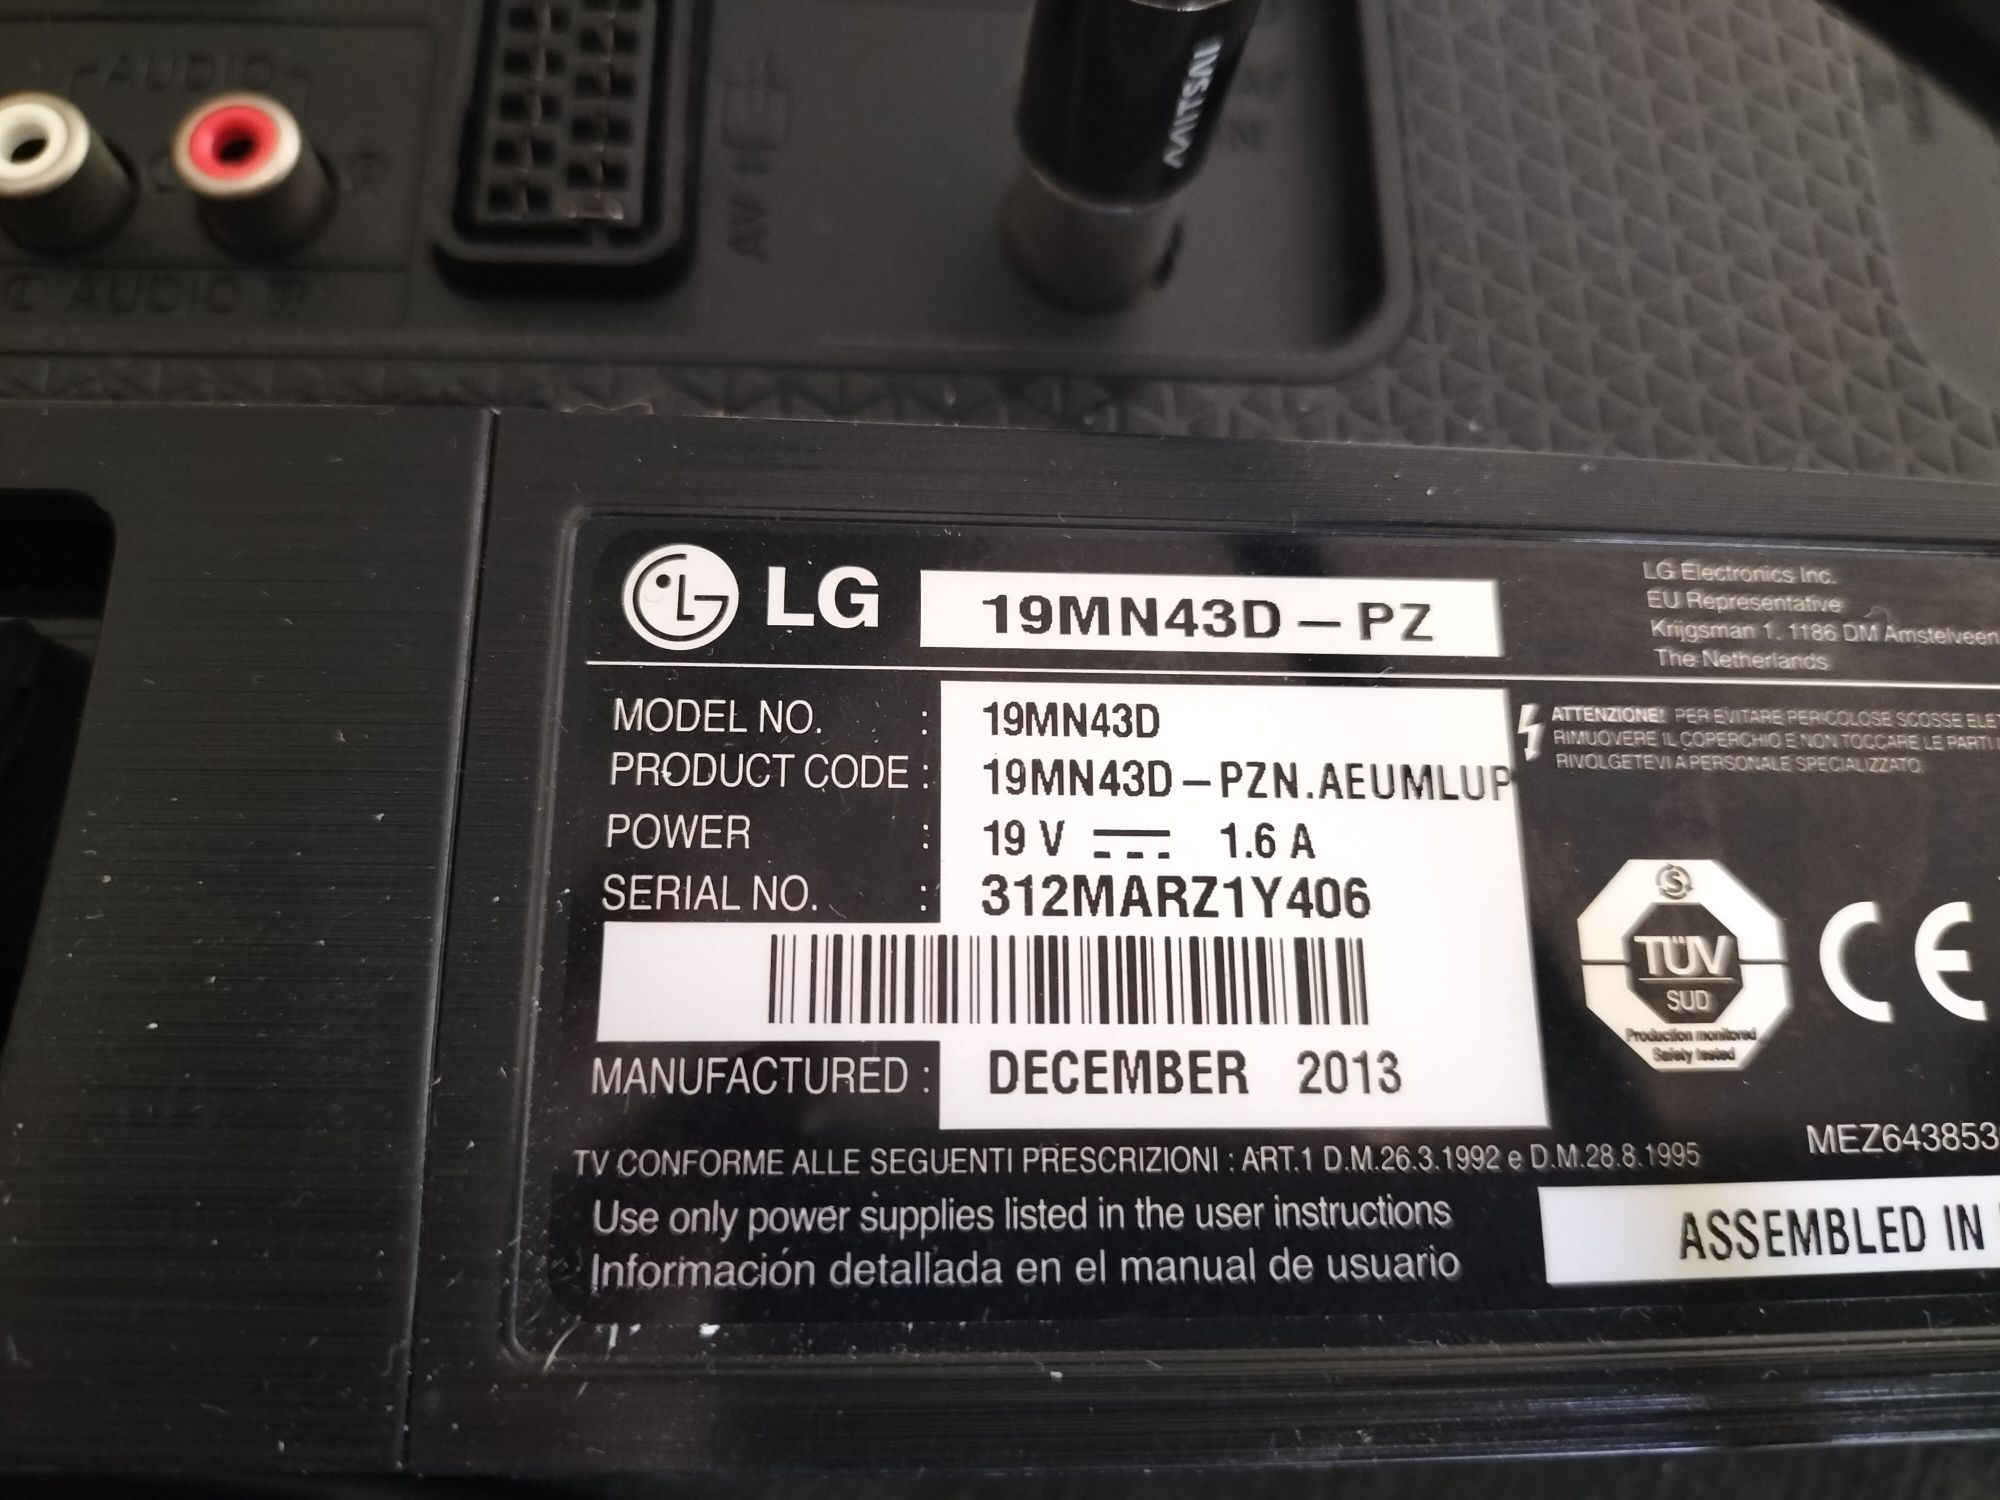 AUDIO
AUDIO
AV 1
MITSAI
LG
19MN43D-PZ
LG Electronics Inc.
EU Representative
Krijgsman 1, 1186 DM Amstelveen
The Netherlands
MODEL NO. : 19MN43D
PRODUCT CODE : 19MN43D-PZN.AEUMLUP
POWER : 19 V 1.6 A
SERIAL NO. : 312MARZ1Y406
MANUFACTURED : DECEMBER 2013
ATTENZIONE! PER EVITARE PERICOLOSE SCOSSE
RIMUOVERE IL COPERCHIO E NON TOCCARE LE PARTI
RIVOLGETEVI A PERSONALE SPECIALIZZATO.
S
TÜV
SUD
Production monitored
Safety tested
CE
TV CONFORME ALLE SEGUENTI PRESCRIZIONI : ART.1 D.M.26.3.1992 e D.M.28.8.1995
MEZ643853
Use only power supplies listed in the user instructions
Información detallada en el manual de usuario
ASSEMBLED IN